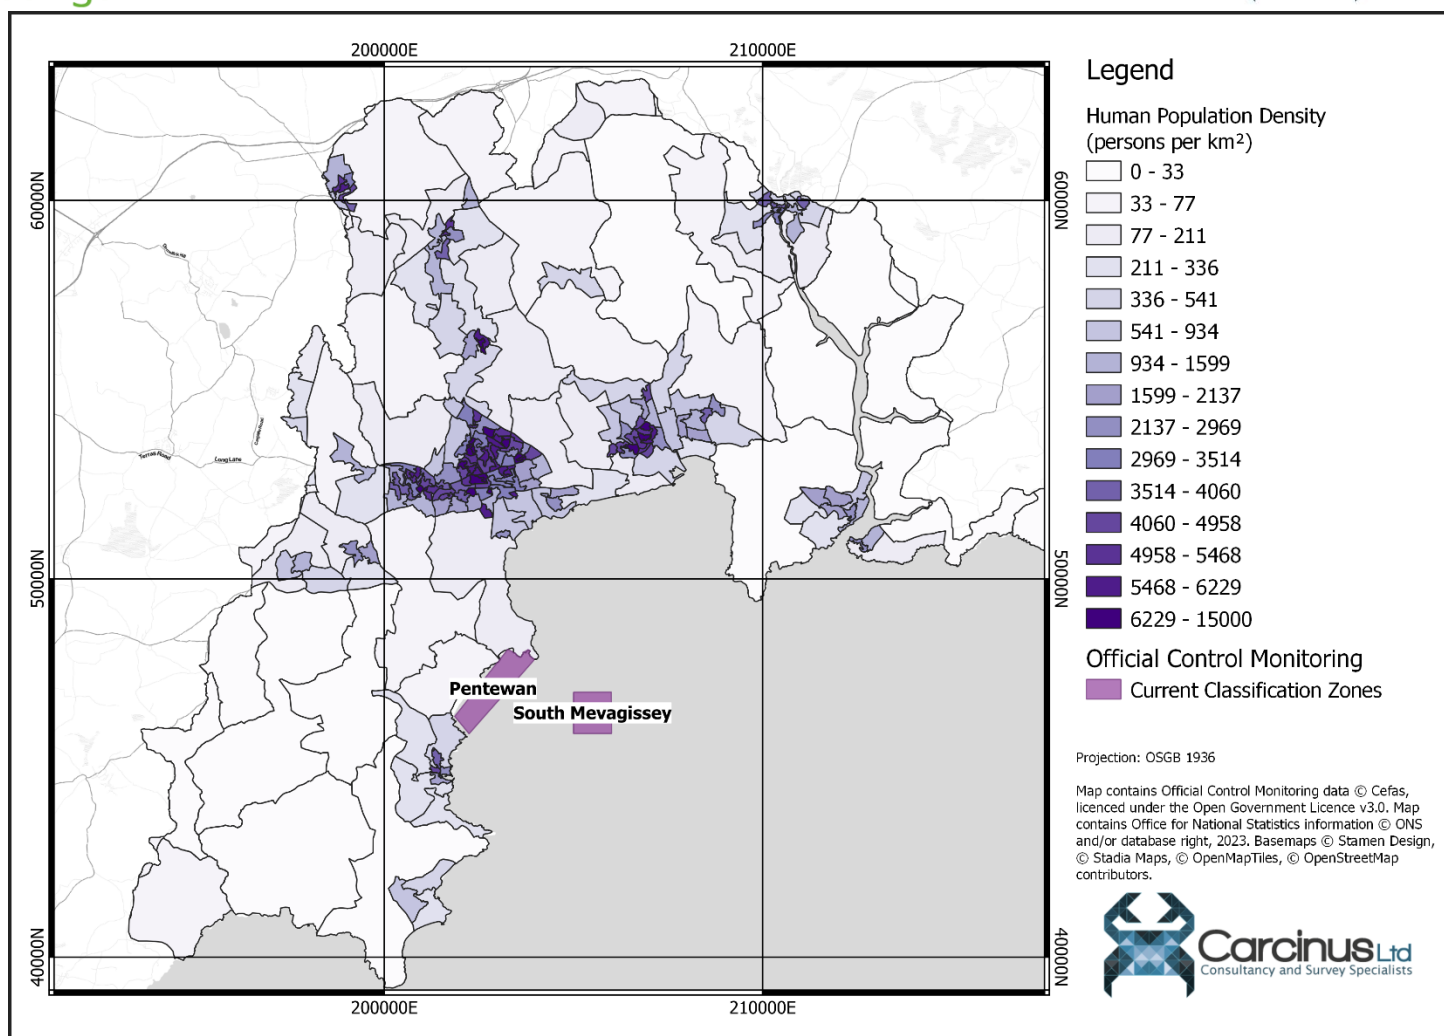 200000E
210000E
60000N
60000N
50000N
50000N
40000N
40000N
Terras Road
Long Lane
Pentewan
South Mevagissey
200000E
210000E
Legend
Human Population Density
(persons per km²)
0 - 33
33 - 77
77 - 211
211 - 336
336 - 541
541 - 934
934 - 1599
1599 - 2137
2137 - 2969
2969 - 3514
3514 - 4060
4060 - 4958
4958 - 5468
5468 - 6229
6229 - 15000
Official Control Monitoring
Current Classification Zones
Projection: OSGB 1936
Map contains Official Control Monitoring data © Cefas,
licenced under the Open Government Licence v3.0. Map
contains Office for National Statistics information © ONS
and/or database right, 2023. Basemaps © Stamen Design,
© Stadia Maps, © OpenMapTiles, © OpenStreetMap
contributors.
Carcinus Ltd
Consultancy and Survey Specialists